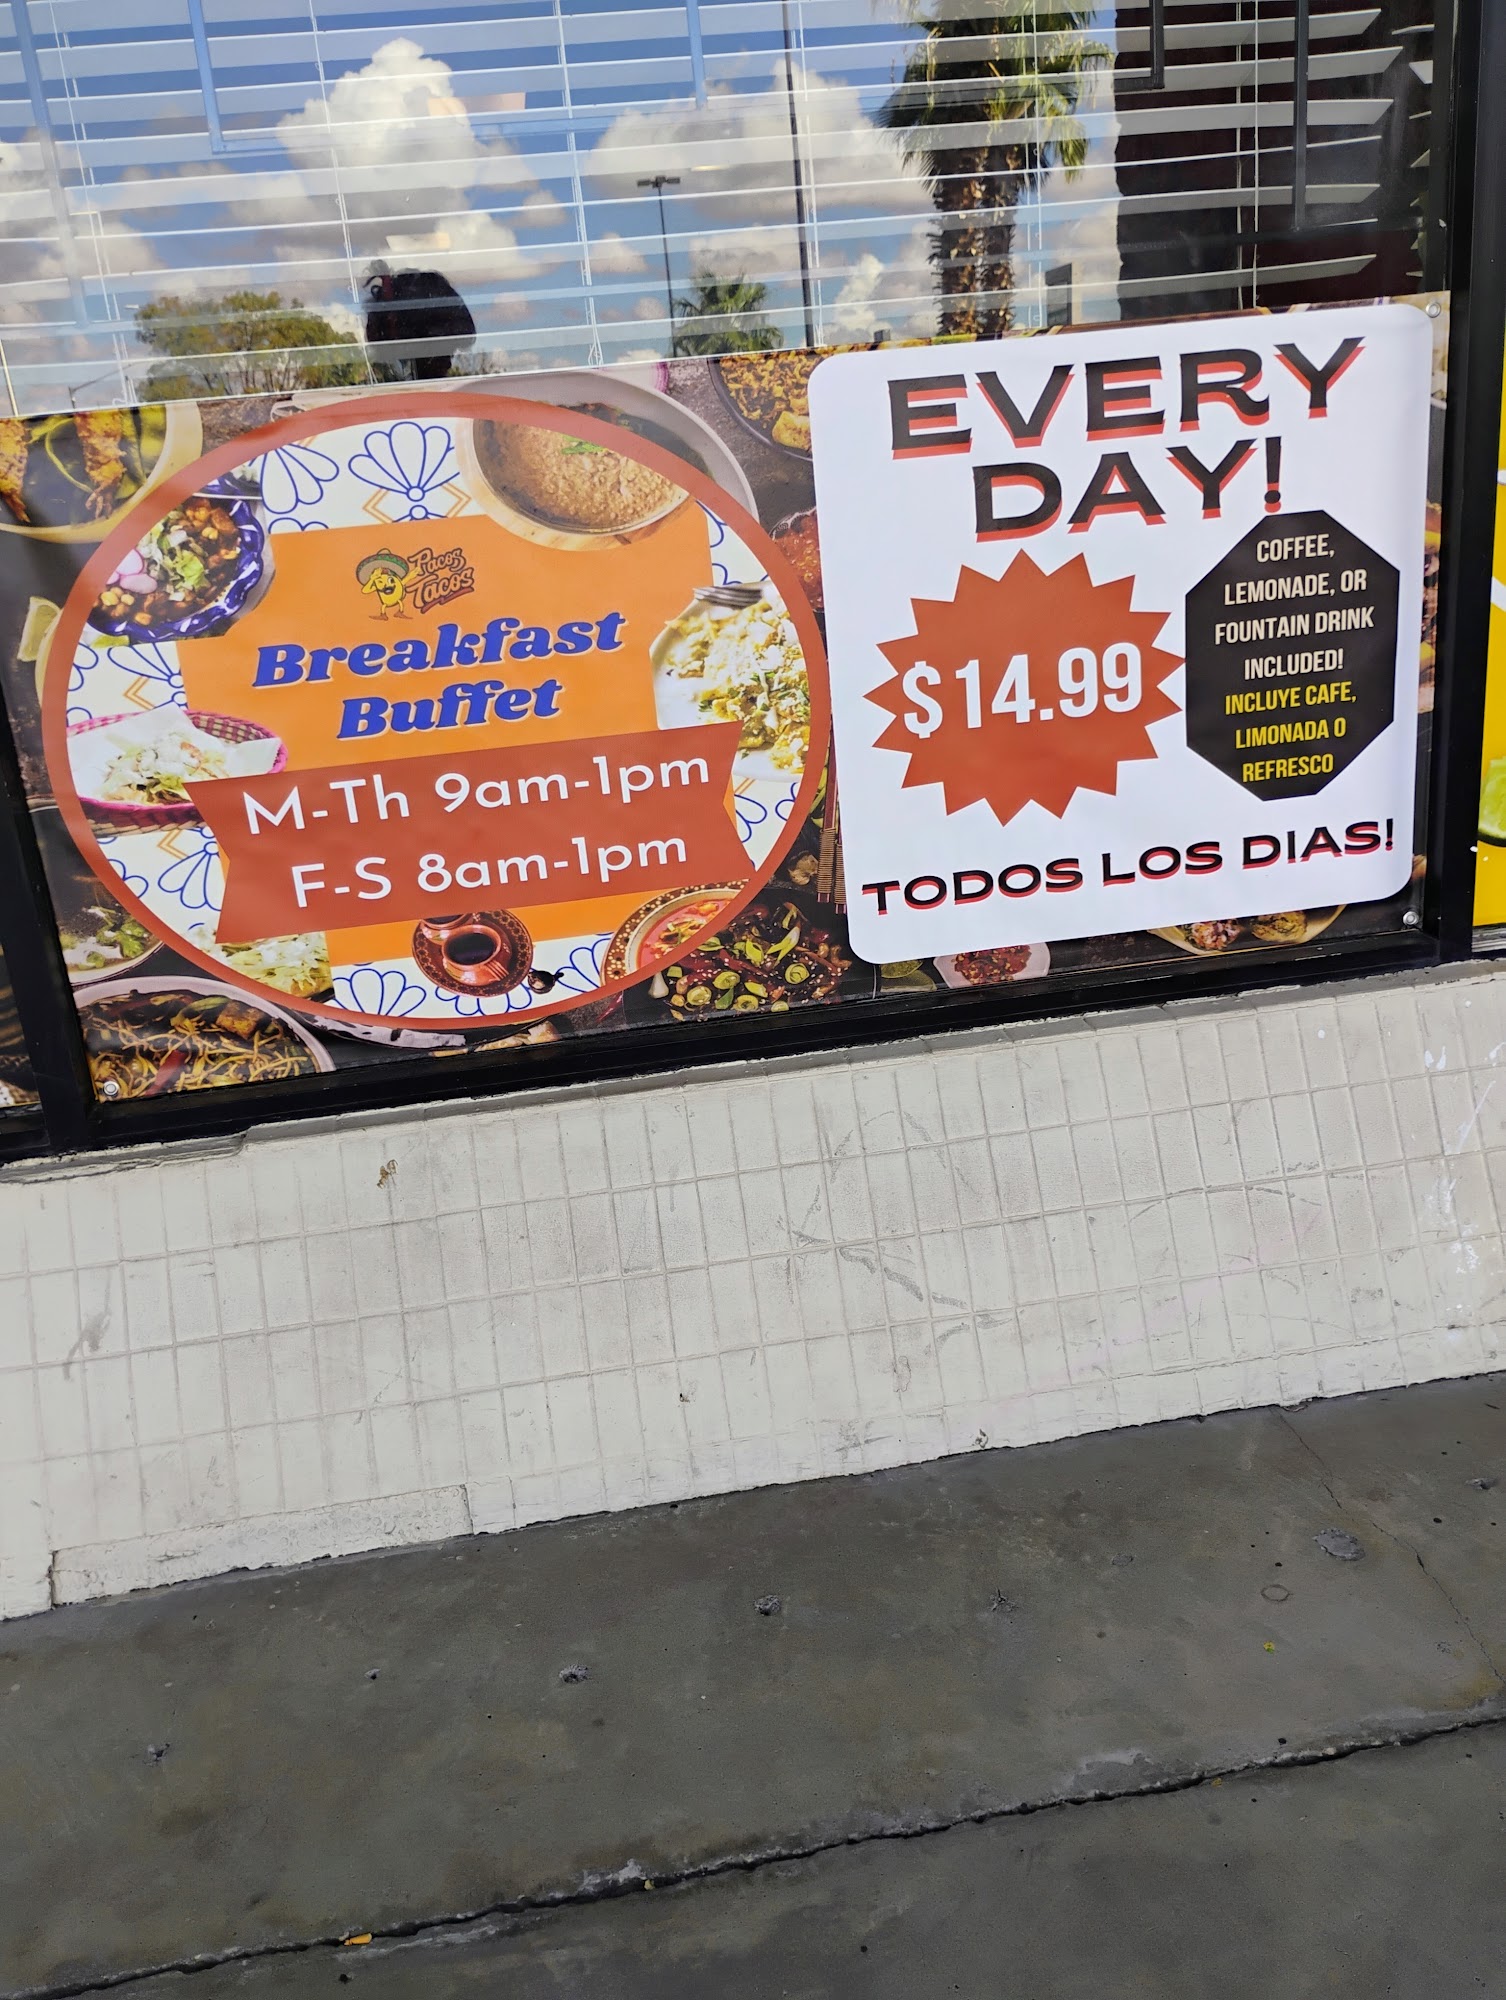 Pacos
Tacos
Breakfast
Buffet
M-Th 9am-1pm
F-S 8am-1pm
EVERY
DAY!
$14.99
COFFEE,
LEMONADE, OR
FOUNTAIN DRINK
INCLUDED!
INCLUYE CAFE,
LIMONADA O
REFRESCO
TODOS LOS DIAS!